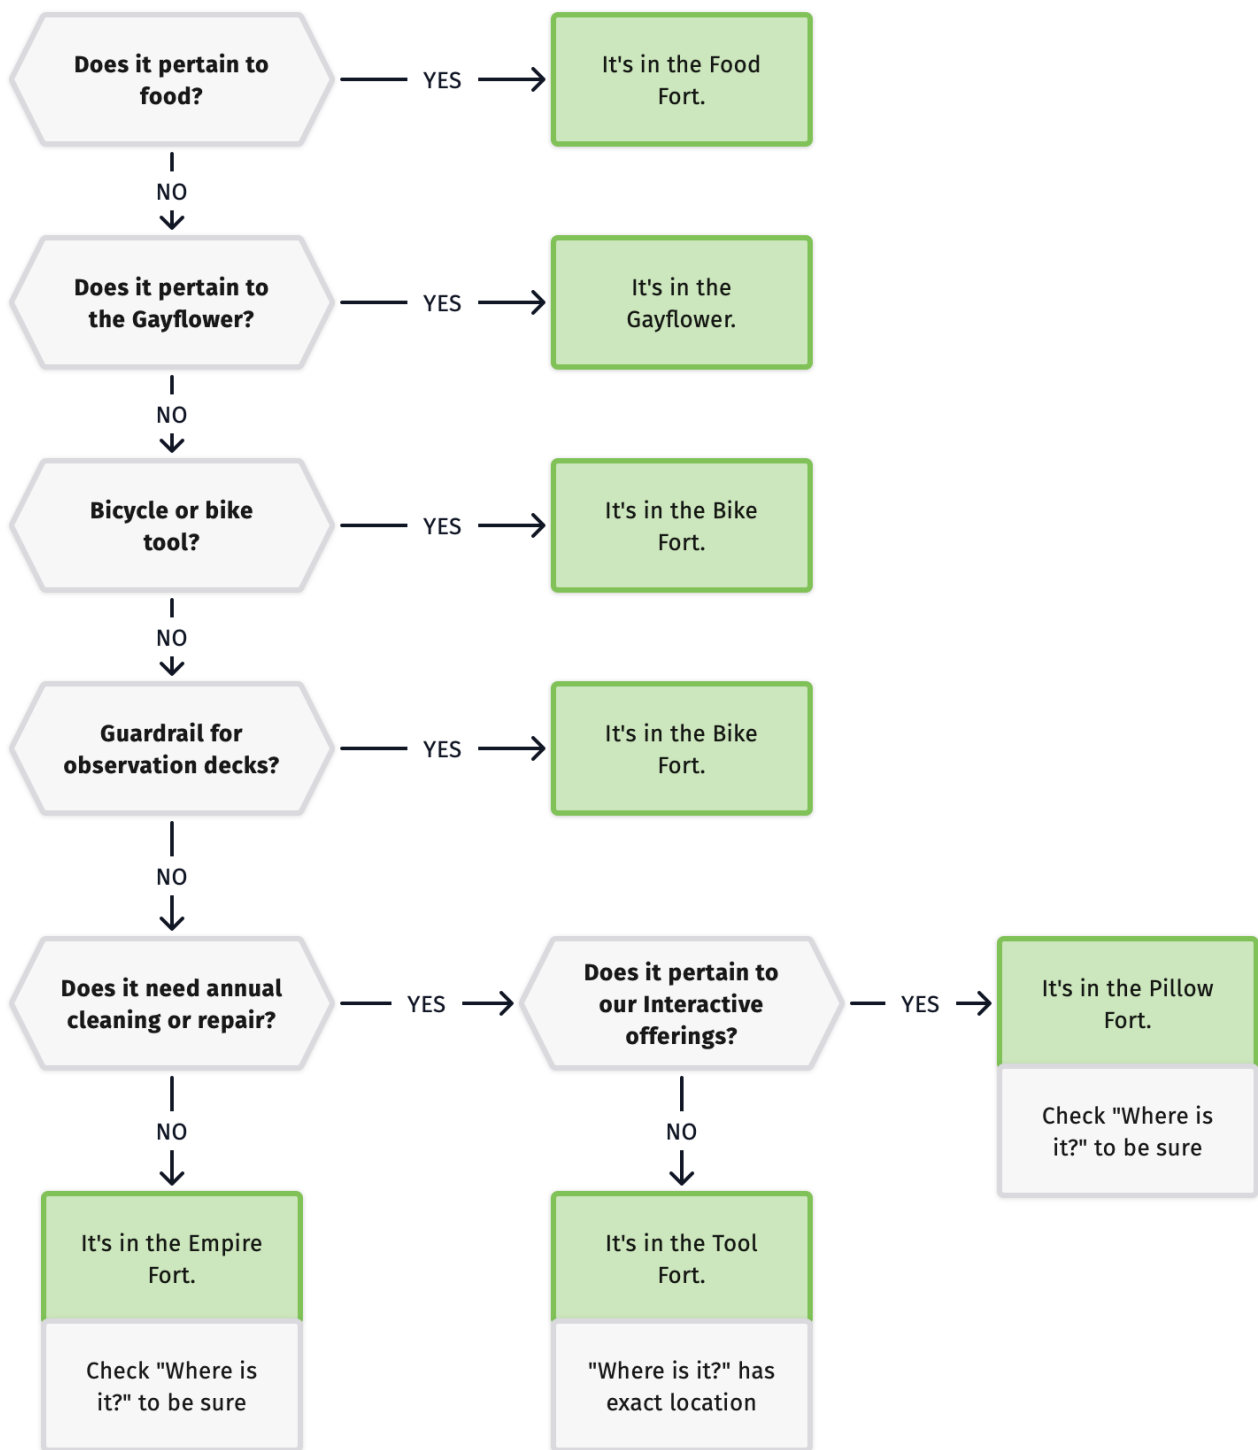 Does it pertain to
food?
YES
It's in the Food
Fort.
NO
Does it pertain to
the Gayflower?
YES
It's in the
Gayflower.
NO
Bicycle or bike
tool?
YES
It's in the Bike
Fort.
NO
Guardrail for
observation decks?
YES
It's in the Bike
Fort.
NO
Does it need annual
cleaning or repair?
YES
Does it pertain to
our Interactive
offerings?
YES
It's in the Pillow
Fort.
Check "Where is
it?" to be sure
NO
It's in the Empire
Fort.
Check "Where is
it?" to be sure
NO
It's in the Tool
Fort.
"Where is it?" has
exact location